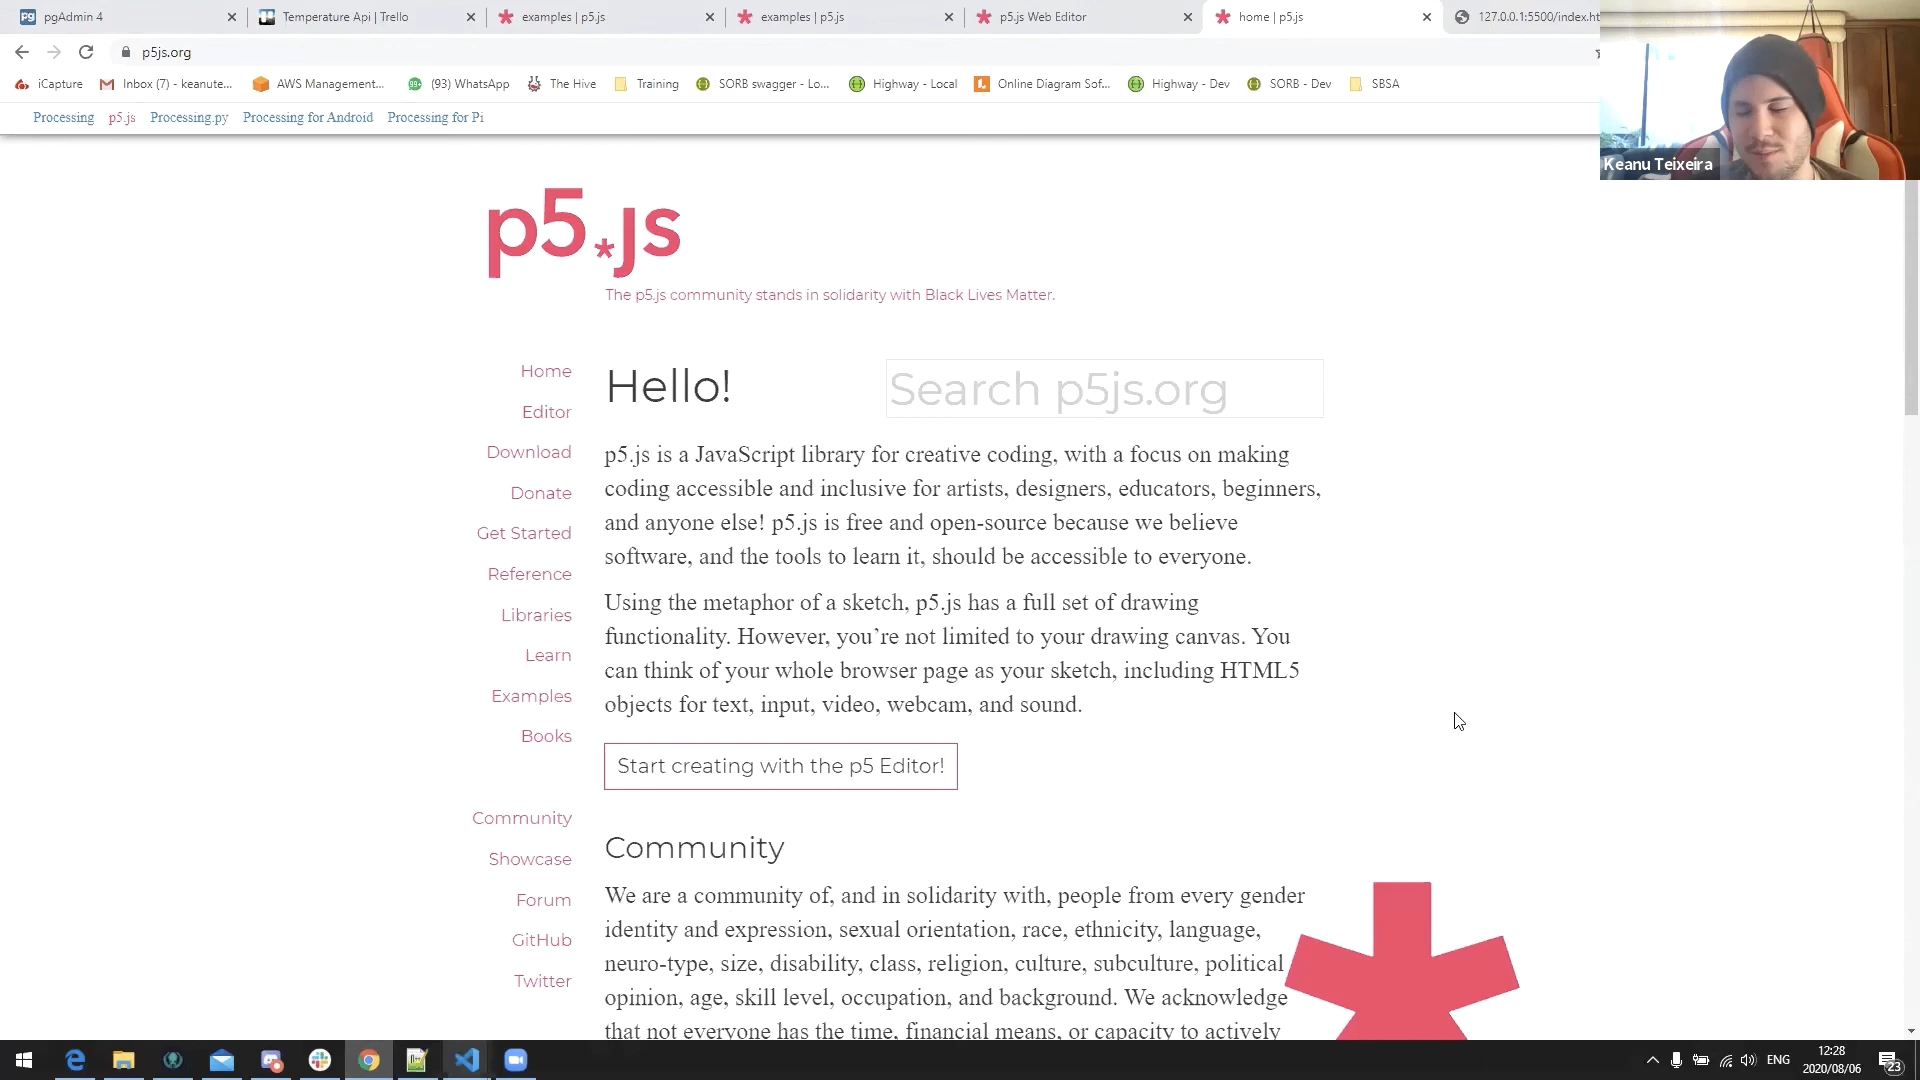 pgAdmin 4
Temperature Api | Trello
examples | p5.js
examples | p5.js
p5.js Web Editor
home | p5.js
127.0.0.1:5500/index.ht
p5js.org
iCapture
Inbox (7) - keanute...
AWS Management...
(93) WhatsApp
The Hive
Training
SORB swagger - Lo...
Highway - Local
Online Diagram Sof...
Highway - Dev
SORB - Dev
SBSA
Processing
p5.js
Processing.py
Processing for Android
Processing for Pi
Keanu Teixeira
p5.js
The p5.js community stands in solidarity with Black Lives Matter.
Home
Editor
Download
Donate
Get Started
Reference
Libraries
Learn
Examples
Books
Community
Showcase
Forum
GitHub
Twitter
Hello!
Search p5js.org
p5.js is a JavaScript library for creative coding, with a focus on making
coding accessible and inclusive for artists, designers, educators, beginners,
and anyone else! p5.js is free and open-source because we believe
software, and the tools to learn it, should be accessible to everyone.
Using the metaphor of a sketch, p5.js has a full set of drawing
functionality. However, you’re not limited to your drawing canvas. You
can think of your whole browser page as your sketch, including HTML5
objects for text, input, video, webcam, and sound.
Start creating with the p5 Editor!
Community
We are a community of, and in solidarity with, people from every gender
identity and expression, sexual orientation, race, ethnicity, language,
neuro-type, size, disability, class, religion, culture, subculture, political
opinion, age, skill level, occupation, and background. We acknowledge
that not everyone has the time, financial means, or capacity to actively
ENG
12:28
2020/08/06
23